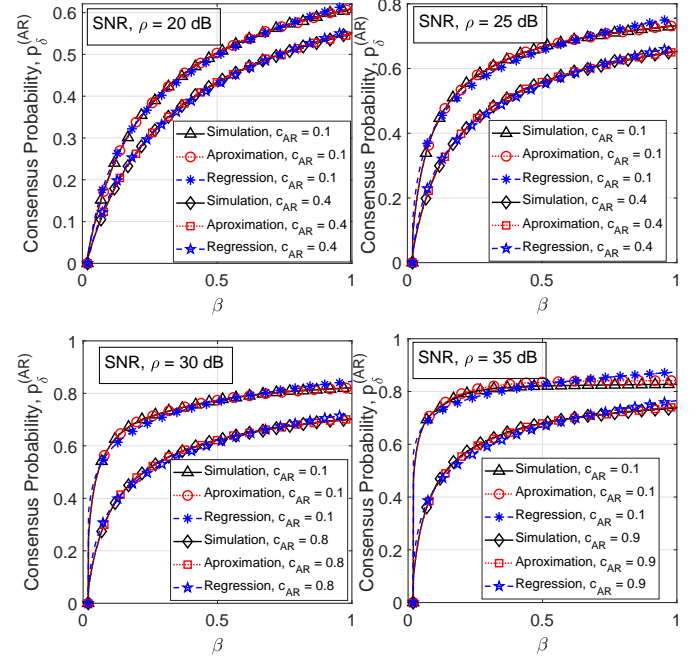 SNR, ρ = 20 dB
Consensus Probability, p_δ^(AR)
0.6
0.5
0.4
0.3
0.2
0.1
0
Simulation, c_AR = 0.1
Aproximation, c_AR = 0.1
Regression, c_AR = 0.1
Simulation, c_AR = 0.4
Aproximation, c_AR = 0.4
Regression, c_AR = 0.4
0 0.5 1
β
SNR, ρ = 25 dB
Consensus Probability, p_δ^(AR)
0.8
0.6
0.4
0.2
0
Simulation, c_AR = 0.1
Aproximation, c_AR = 0.1
Regression, c_AR = 0.1
Simulation, c_AR = 0.4
Aproximation, c_AR = 0.4
Regression, c_AR = 0.4
0 0.5 1
β
SNR, ρ = 30 dB
Consensus Probability, p_δ^(AR)
1
0.8
0.6
0.4
0.2
0
Simulation, c_AR = 0.1
Aproximation, c_AR = 0.1
Regression, c_AR = 0.1
Simulation, c_AR = 0.8
Aproximation, c_AR = 0.8
Regression, c_AR = 0.8
0 0.5 1
β
SNR, ρ = 35 dB
Consensus Probability, p_δ^(AR)
1
0.8
0.6
0.4
0.2
0
Simulation, c_AR = 0.1
Aproximation, c_AR = 0.1
Regression, c_AR = 0.1
Simulation, c_AR = 0.9
Aproximation, c_AR = 0.9
Regression, c_AR = 0.9
0 0.5 1
β